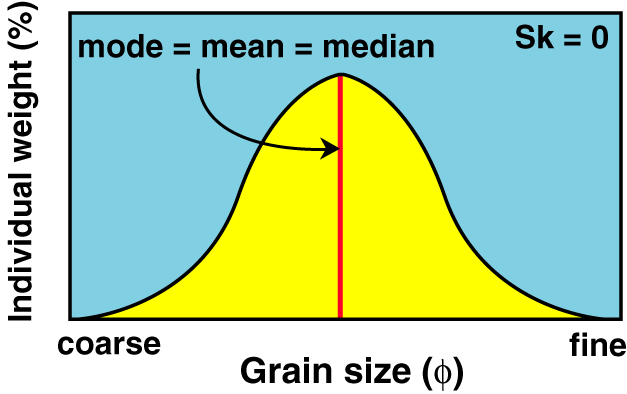 Individual weight (%)
mode = mean = median
Sk = 0
coarse
fine
Grain size (ϕ)